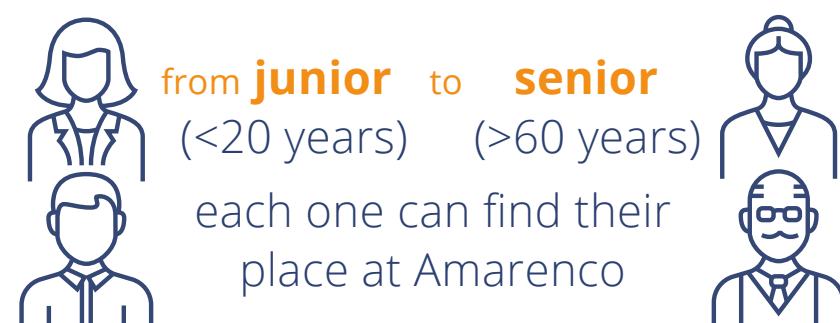 from junior to senior
(<20 years) (>60 years)
each one can find their
place at Amarenco